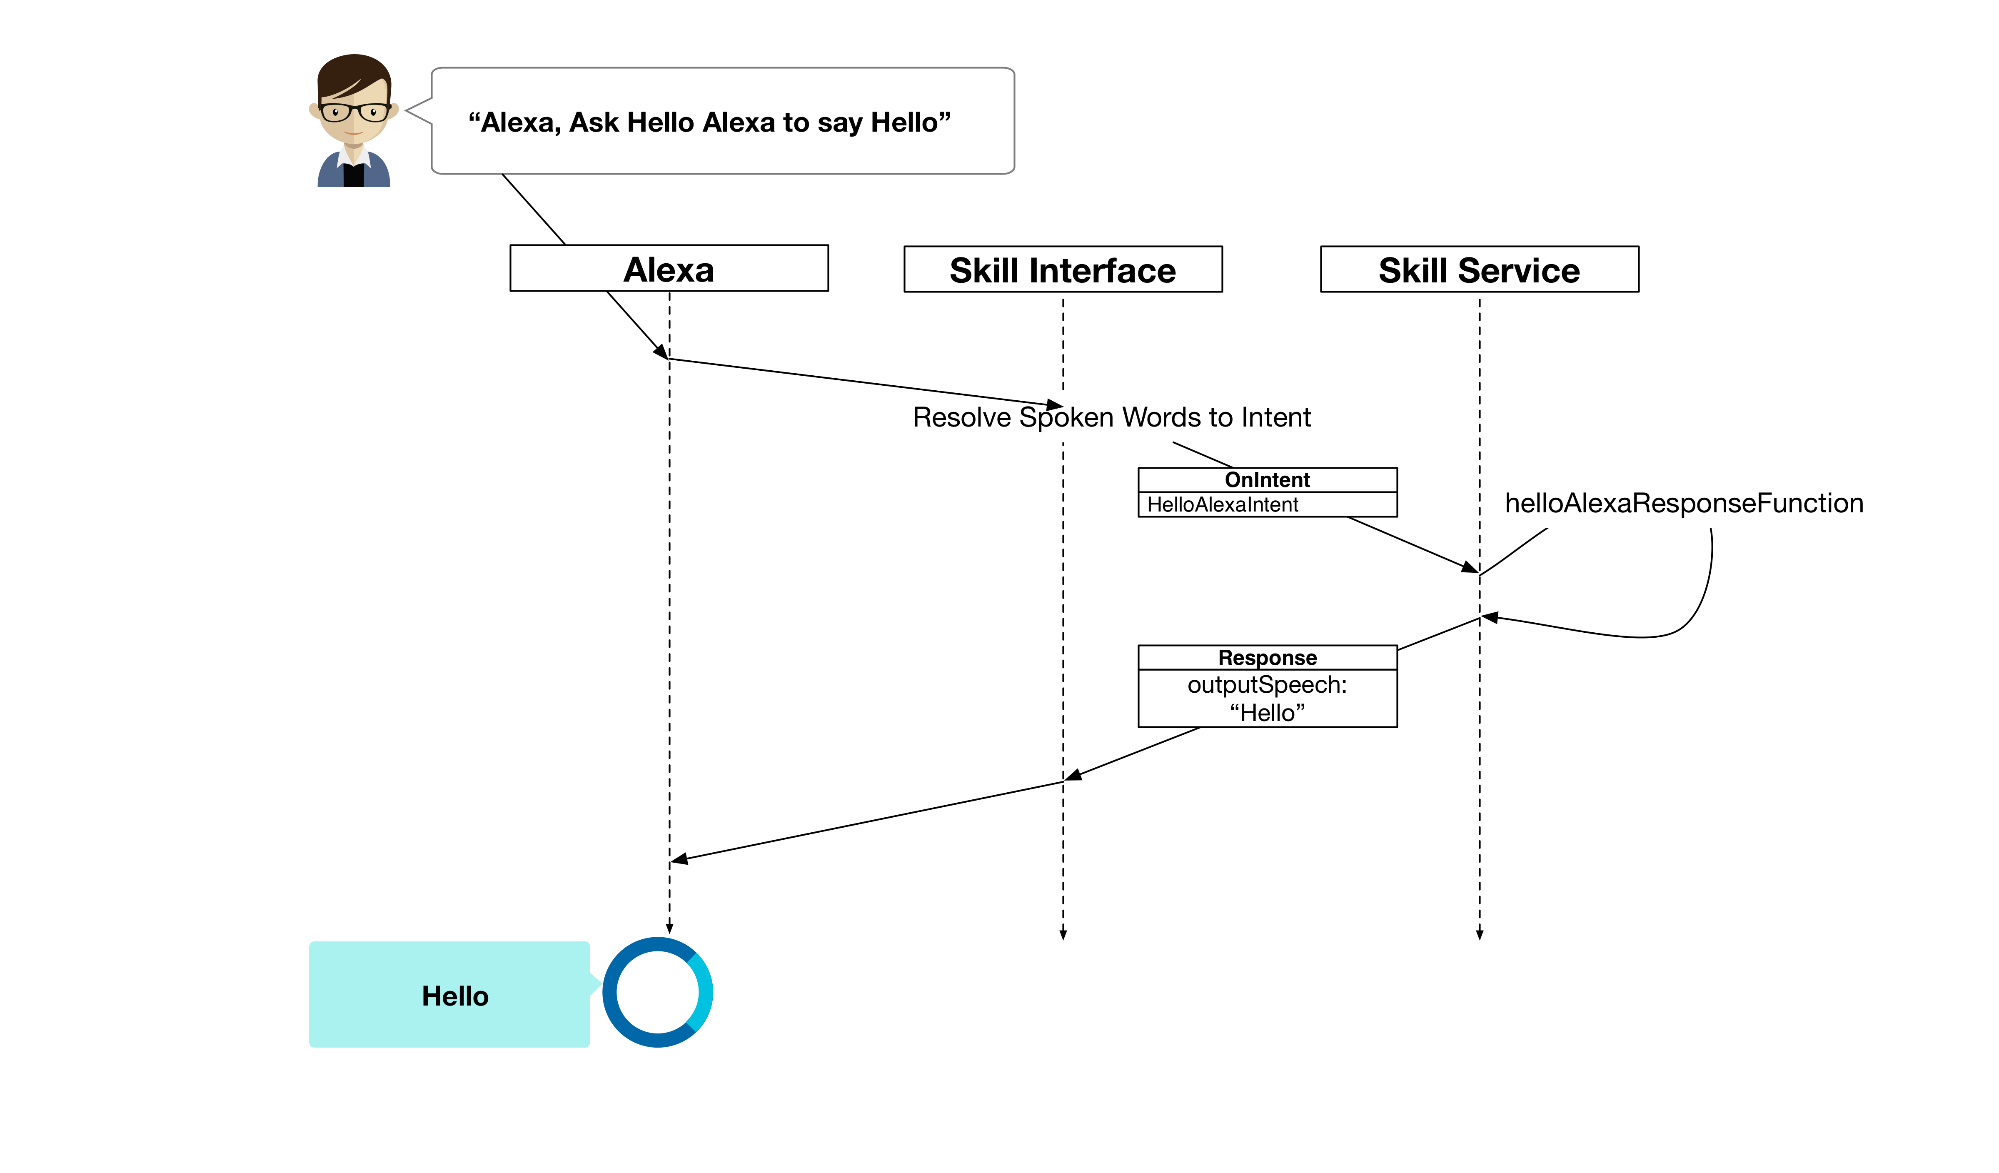 “Alexa, Ask Hello Alexa to say Hello”
Alexa
Skill Interface
Skill Service
Resolve Spoken Words to Intent
OnIntent
HelloAlexaIntent
helloAlexaResponseFunction
Response
outputSpeech:
“Hello”
Hello